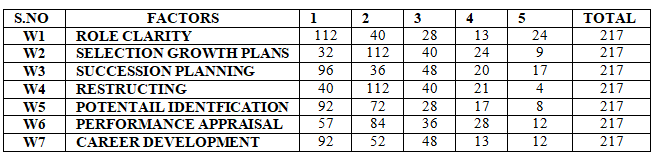 S.NO FACTORS 1 2 3 4 5 TOTAL
W1 ROLE CLARITY 112 40 28 13 24 217
W2 SELECTION GROWTH PLANS 32 112 40 24 9 217
W3 SUCCESSION PLANNING 96 36 48 20 17 217
W4 RESTRUCTING 40 112 40 21 4 217
W5 POTENTAIL IDENTFICATION 92 72 28 17 8 217
W6 PERFORMANCE APPRAISAL 57 84 36 28 12 217
W7 CAREER DEVELOPMENT 92 52 48 13 12 217